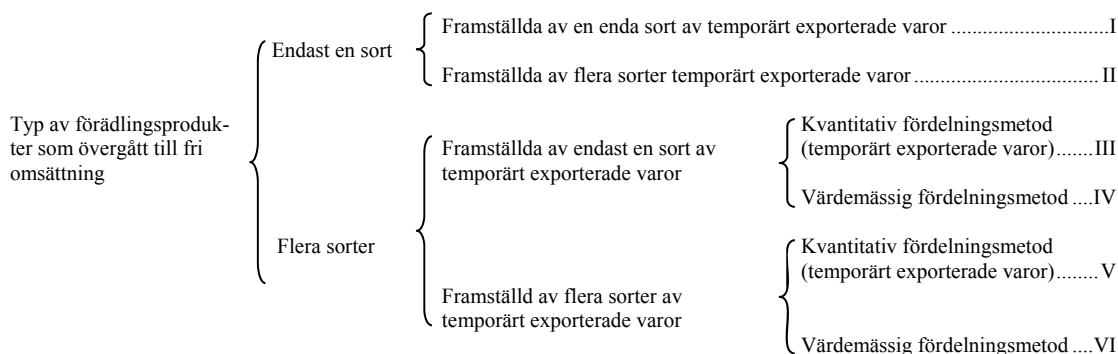 Framställda av en enda sort av temporärt exporterade varor ....................................I
Endast en sort
Framställda av flera sorter temporärt exporterade varor .......................................... II
Typ av förädlingsproduk-
ter som övergått till fri
omsättning
Kvantitativ fördelningsmetod
(temporärt exporterade varor)......III
Framställda av endast en sort av
temporärt exporterade varor
Värdemässig fördelningsmetod ....IV
Flera sorter
Kvantitativ fördelningsmetod
(temporärt exporterade varor)........V
Framställd av flera sorter av
temporärt exporterade varor
Värdemässig fördelningsmetod ....VI